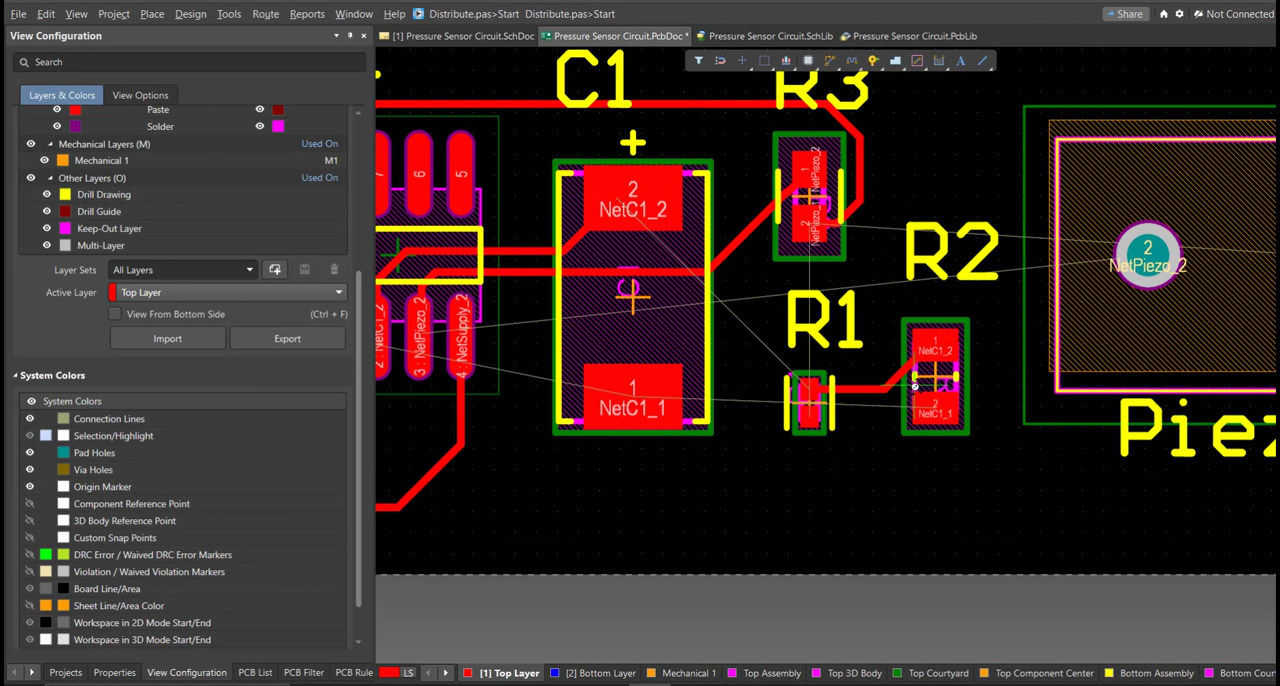 File Edit View Project Place Design Tools Route Reports Window Help Distribute.pas>Start Distribute.pas>Start Share Not Connected
View Configuration
[1] Pressure Sensor Circuit.SchDoc Pressure Sensor Circuit.PcbDoc * Pressure Sensor Circuit.SchLib Pressure Sensor Circuit.PcbLib
Search
Layers & Colors View Options
Paste
Solder
Mechanical Layers (M) Used On
Mechanical 1 M1
Other Layers (O) Used On
Drill Drawing
Drill Guide
Keep-Out Layer
Multi-Layer
Layer Sets All Layers
Active Layer Top Layer
View From Bottom Side (Ctrl + F)
Import Export
System Colors
System Colors
Connection Lines
Selection/Highlight
Pad Holes
Via Holes
Origin Marker
Component Reference Point
3D Body Reference Point
Custom Snap Points
DRC Error / Waived DRC Error Markers
Violation / Waived Violation Markers
Board Line/Area
Sheet Line/Area Color
Workspace in 2D Mode Start/End
Workspace in 3D Mode Start/End
C1
+
R3
R2
R1
7
6
5
2
NetC1_2
1
NetC1_1
1
NetPiezo_2
2
NetPiezo_2
2
NetPiezo_2
3 : NetPiezo_2
4 : NetSupply_2
1
NetC1_2
2
NetC1_1
Projects Properties View Configuration PCB List PCB Filter PCB Rule LS [1] Top Layer [2] Bottom Layer Mechanical 1 Top Assembly Top 3D Body Top Courtyard Top Component Center Bottom Assembly